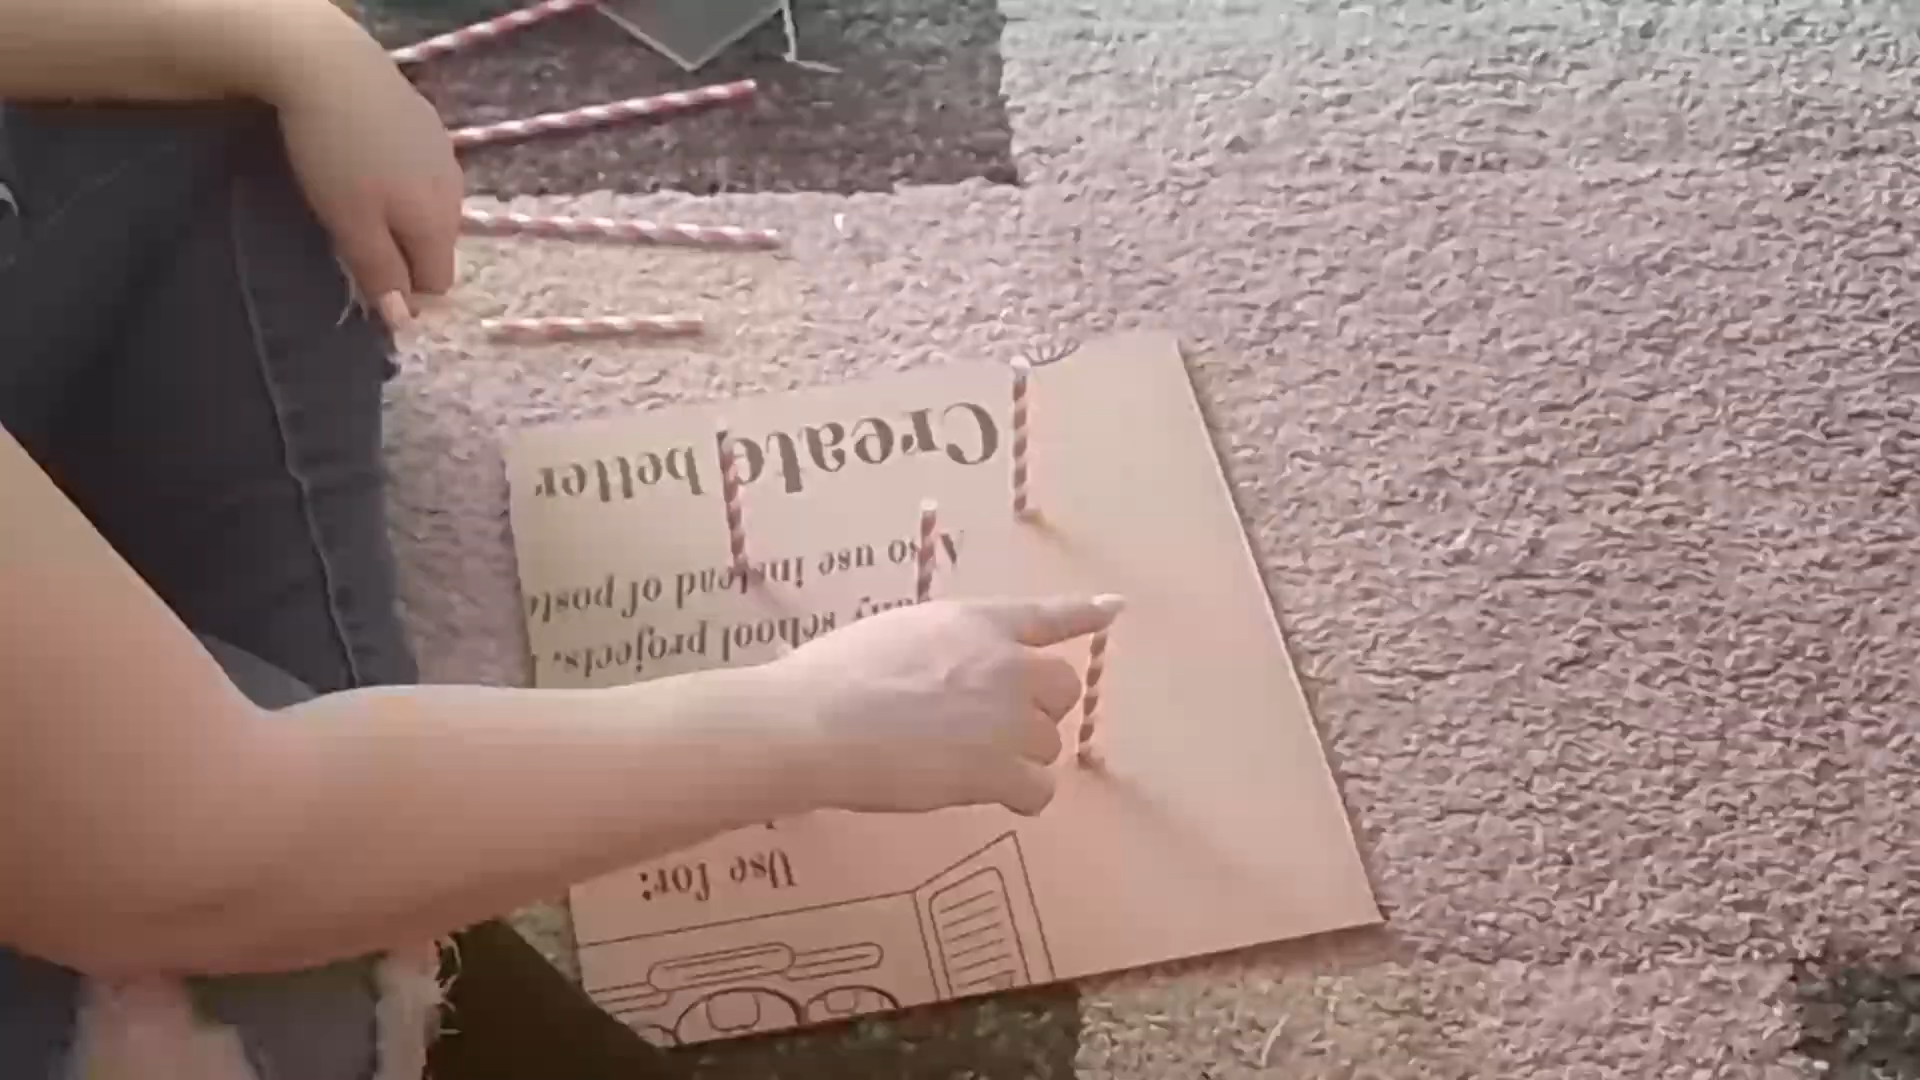 Use for:
school projects.
Also use instead of
Create better